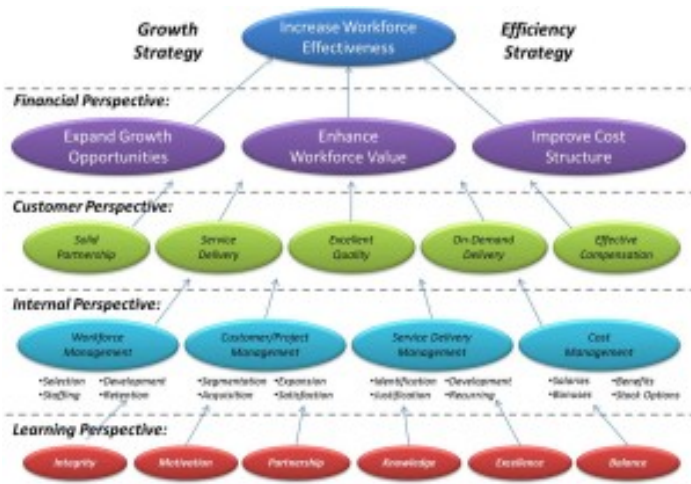 Growth
Strategy
Increase Workforce
Effectiveness
Efficiency
Strategy
Financial Perspective:
Expand Growth
Opportunities
Enhance
Workforce Value
Improve Cost
Structure
Customer Perspective:
Solid
Partnership
Service
Delivery
Excellent
Quality
On-Demand
Delivery
Effective
Compensation
Internal Perspective:
Workforce
Management
Customer/Project
Management
Service Delivery
Management
Cost
Management
•Selection •Development
•Staffing •Retention
•Segmentation •Expansion
•Acquisition •Satisfaction
•Identification •Development
•Justification •Recurring
•Salaries •Benefits
•Bonuses •Stock Options
Learning Perspective:
Integrity
Motivation
Partnership
Knowledge
Excellence
Balance